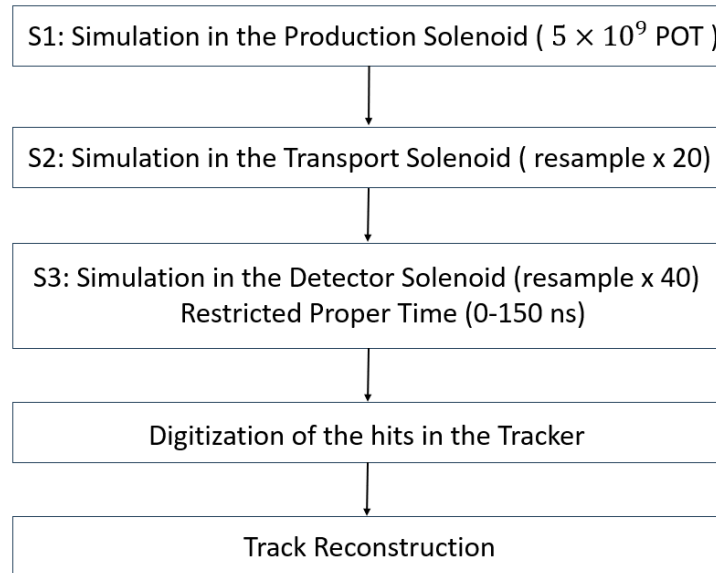 S1: Simulation in the Production Solenoid ( 5 × 10⁹ POT )
S2: Simulation in the Transport Solenoid ( resample x 20)
S3: Simulation in the Detector Solenoid (resample x 40)
Restricted Proper Time (0-150 ns)
Digitization of the hits in the Tracker
Track Reconstruction